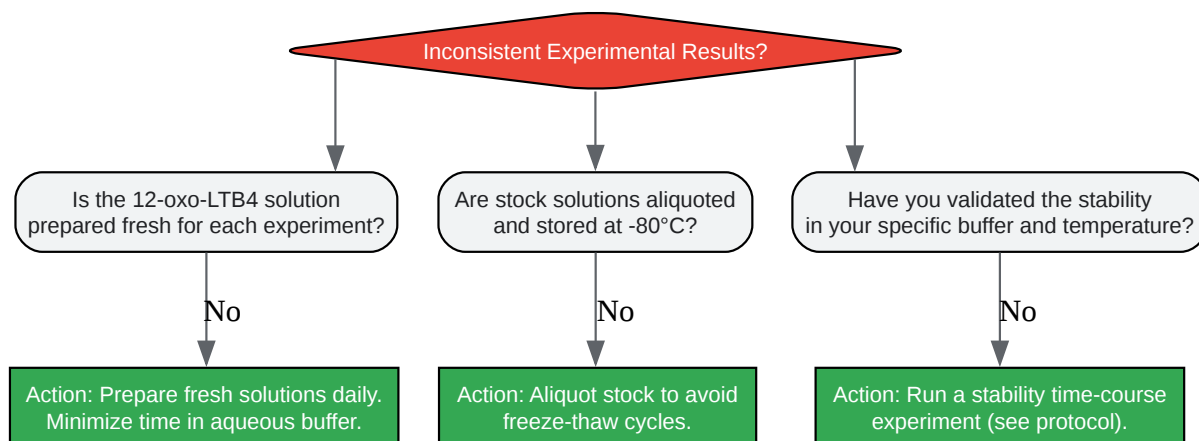 Inconsistent Experimental Results?
Is the 12-oxo-LTB4 solution
prepared fresh for each experiment?
Are stock solutions aliquoted
and stored at -80°C?
Have you validated the stability
in your specific buffer and temperature?
No
No
No
Action: Prepare fresh solutions daily.
Minimize time in aqueous buffer.
Action: Aliquot stock to avoid
freeze-thaw cycles.
Action: Run a stability time-course
experiment (see protocol).